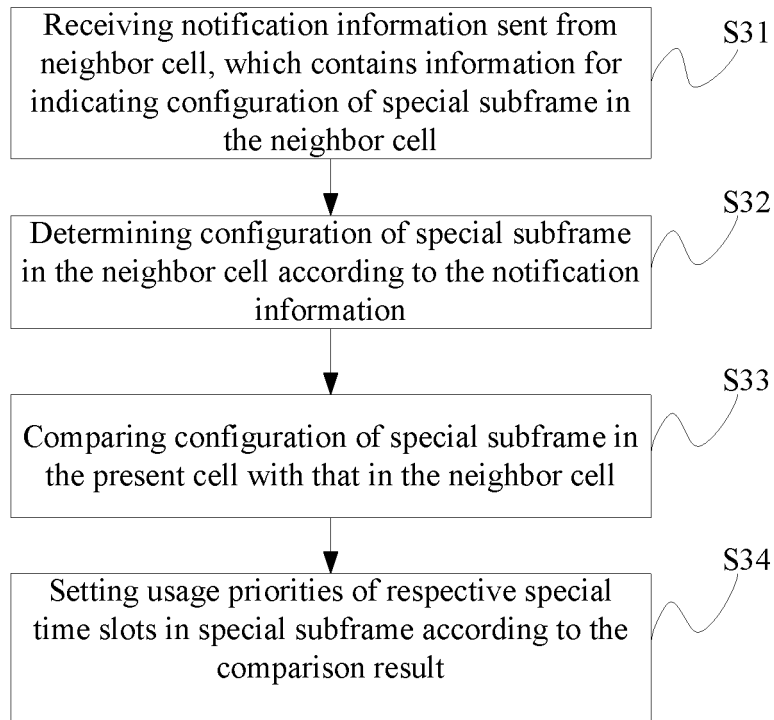 Receiving notification information sent from
neighbor cell, which contains information for
indicating configuration of special subframe in
the neighbor cell
S31
Determining configuration of special subframe
in the neighbor cell according to the notification
information
S32
Comparing configuration of special subframe in
the present cell with that in the neighbor cell
S33
Setting usage priorities of respective special
time slots in special subframe according to the
comparison result
S34